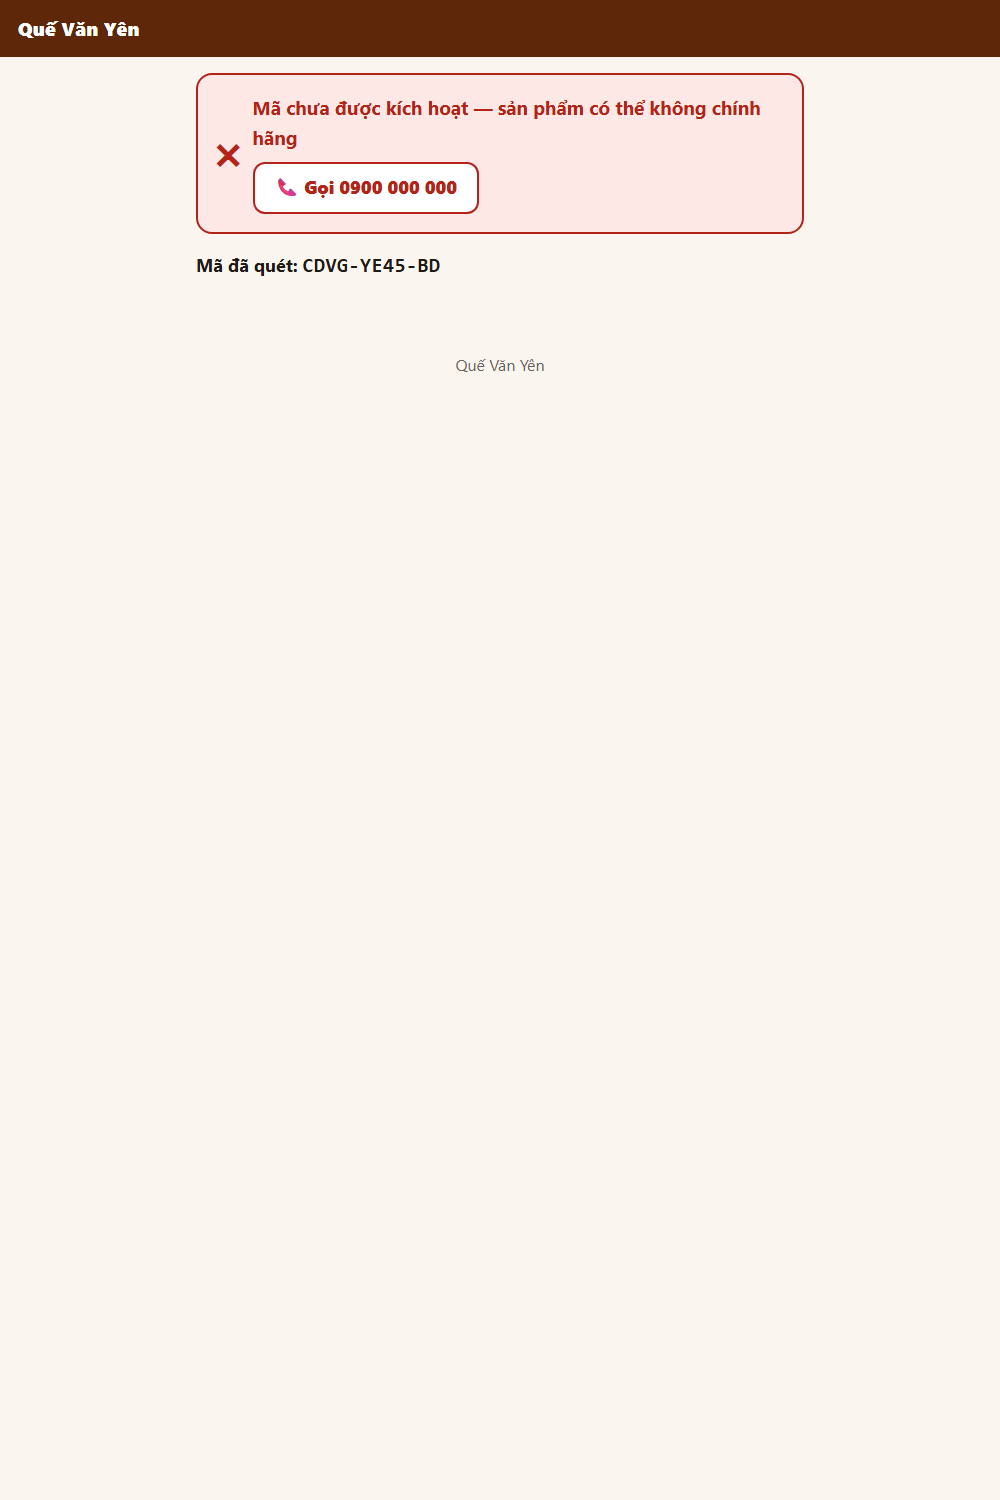 Quế Văn Yên
Mã chưa được kích hoạt — sản phẩm có thể không chính
hãng
Gọi 0900 000 000
Mã đã quét: CDVG-YE45-BD
Quế Văn Yên